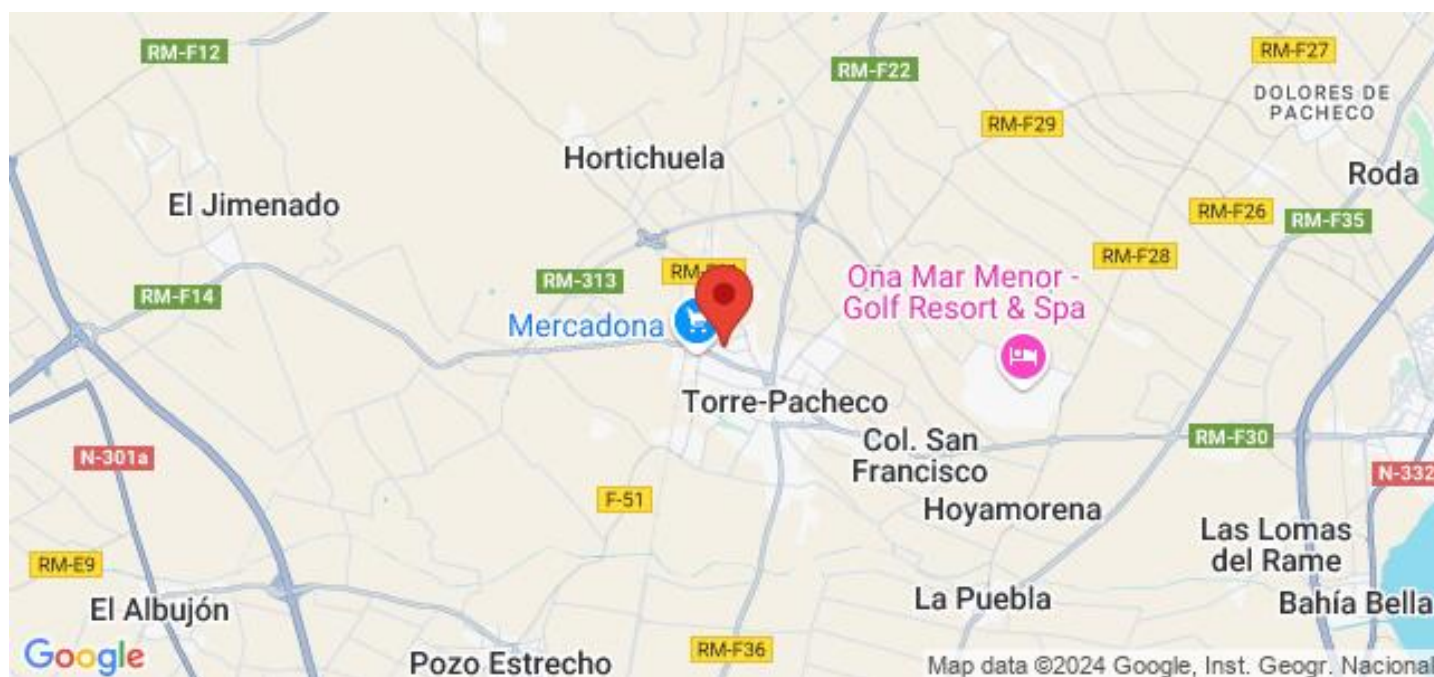 RM-F12
RM-F27
RM-F22
DOLORES DE
PACHECO
RM-F29
Hortichuela
Roda
El Jimenado
RM-F26
RM-F35
RM-F28
RM-313
Ona Mar Menor -
Golf Resort & Spa
RM-F14
Mercadona
Torre-Pacheco
RM-F30
Col. San
Francisco
N-301a
N-332
F-51
Hoyamorena
Las Lomas
del Rame
RM-E9
El Albujón
La Puebla
Bahía Bella
RM-F36
Google
Pozo Estrecho
Map data ©2024 Google, Inst. Geogr. Nacional